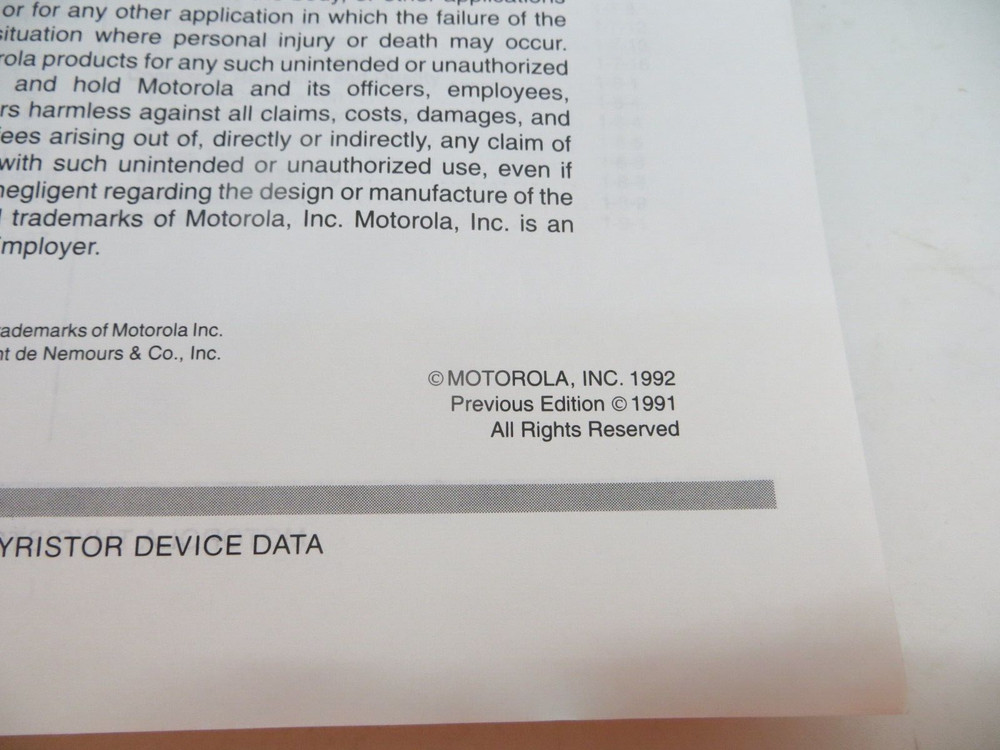 or for any other application in which the failure of the
situation where personal injury or death may occur.
rola products for any such unintended or unauthorized
and hold Motorola and its officers, employees,
rs harmless against all claims, costs, damages, and
fees arising out of, directly or indirectly, any claim of
with such unintended or unauthorized use, even if
negligent regarding the design or manufacture of the
trademarks of Motorola, Inc. Motorola, Inc. is an
Employer.
ademarks of Motorola Inc.
nt de Nemours & Co., Inc.
© MOTOROLA, INC. 1992
Previous Edition © 1991
All Rights Reserved
YRISTOR DEVICE DATA